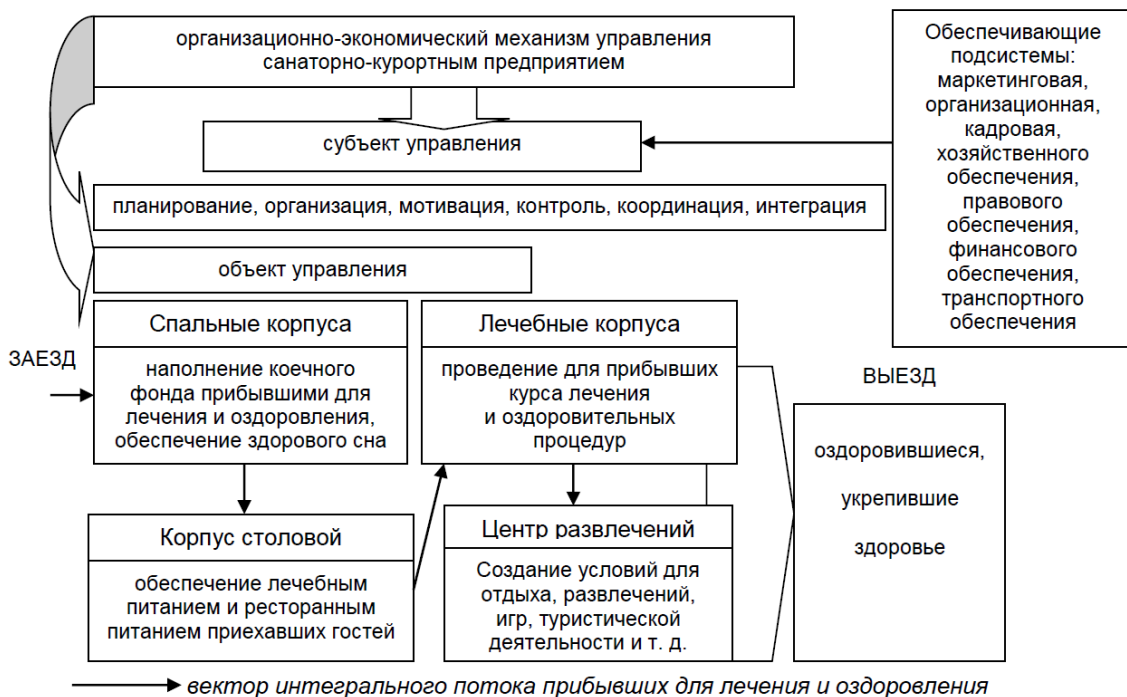 организационно-экономический механизм управления
санаторно-курортным предприятием
Обеспечивающие
подсистемы:
маркетинговая,
организационная,
кадровая,
хозяйственного
обеспечения,
правового
обеспечения,
финансового
обеспечения,
транспортного
обеспечения
субъект управления
планирование, организация, мотивация, контроль, координация, интеграция
объект управления
ЗАЕЗД
Спальные корпуса
наполнение коечного
фонда прибывшими для
лечения и оздоровления,
обеспечение здорового сна
Лечебные корпуса
проведение для прибывших
курса лечения
и оздоровительных
процедур
Корпус столовой
обеспечение лечебным
питанием и ресторанным
питанием приехавших гостей
Центр развлечений
Создание условий для
отдыха, развлечений,
игр, туристической
деятельности и т. д.
ВЫЕЗД
оздоровившиеся,
укрепившие
здоровье
вектор интегрального потока прибывших для лечения и оздоровления